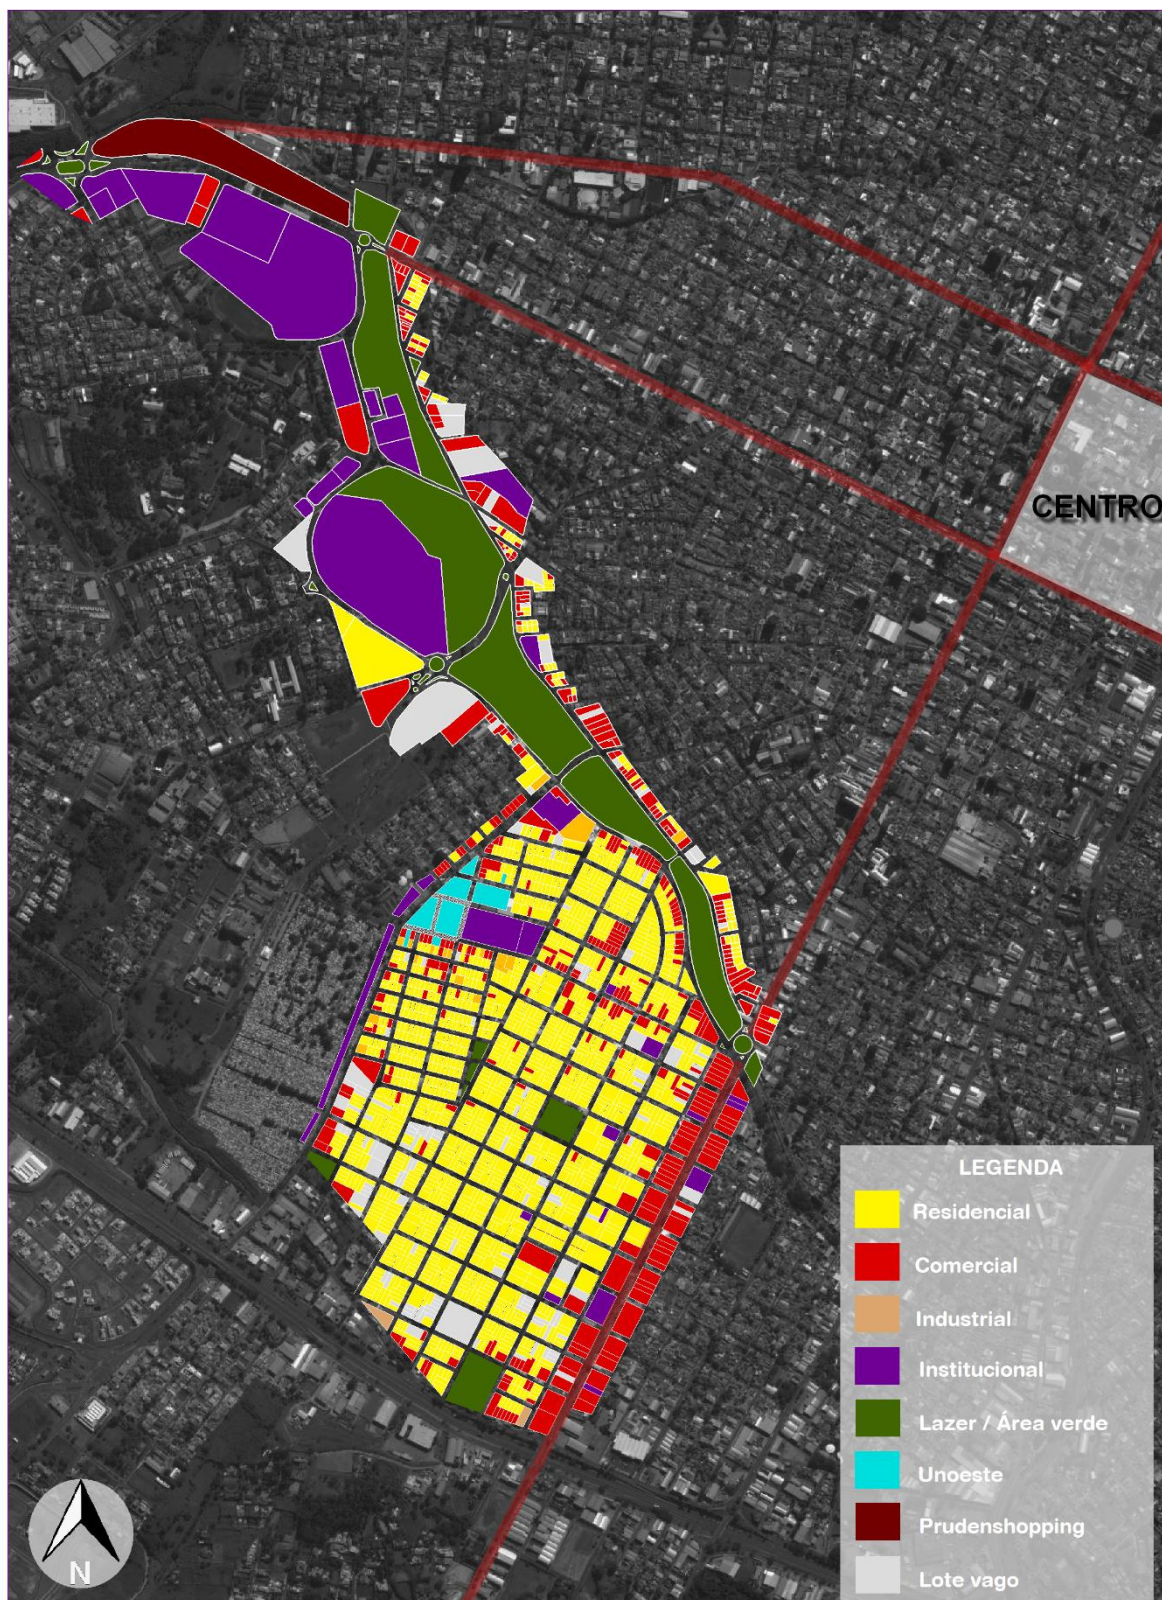 CENTRO
LEGENDA
Residencial
Comercial
Industrial
Institucional
Lazer / Área verde
Unoeste
Prudenshopping
Lote vago
N